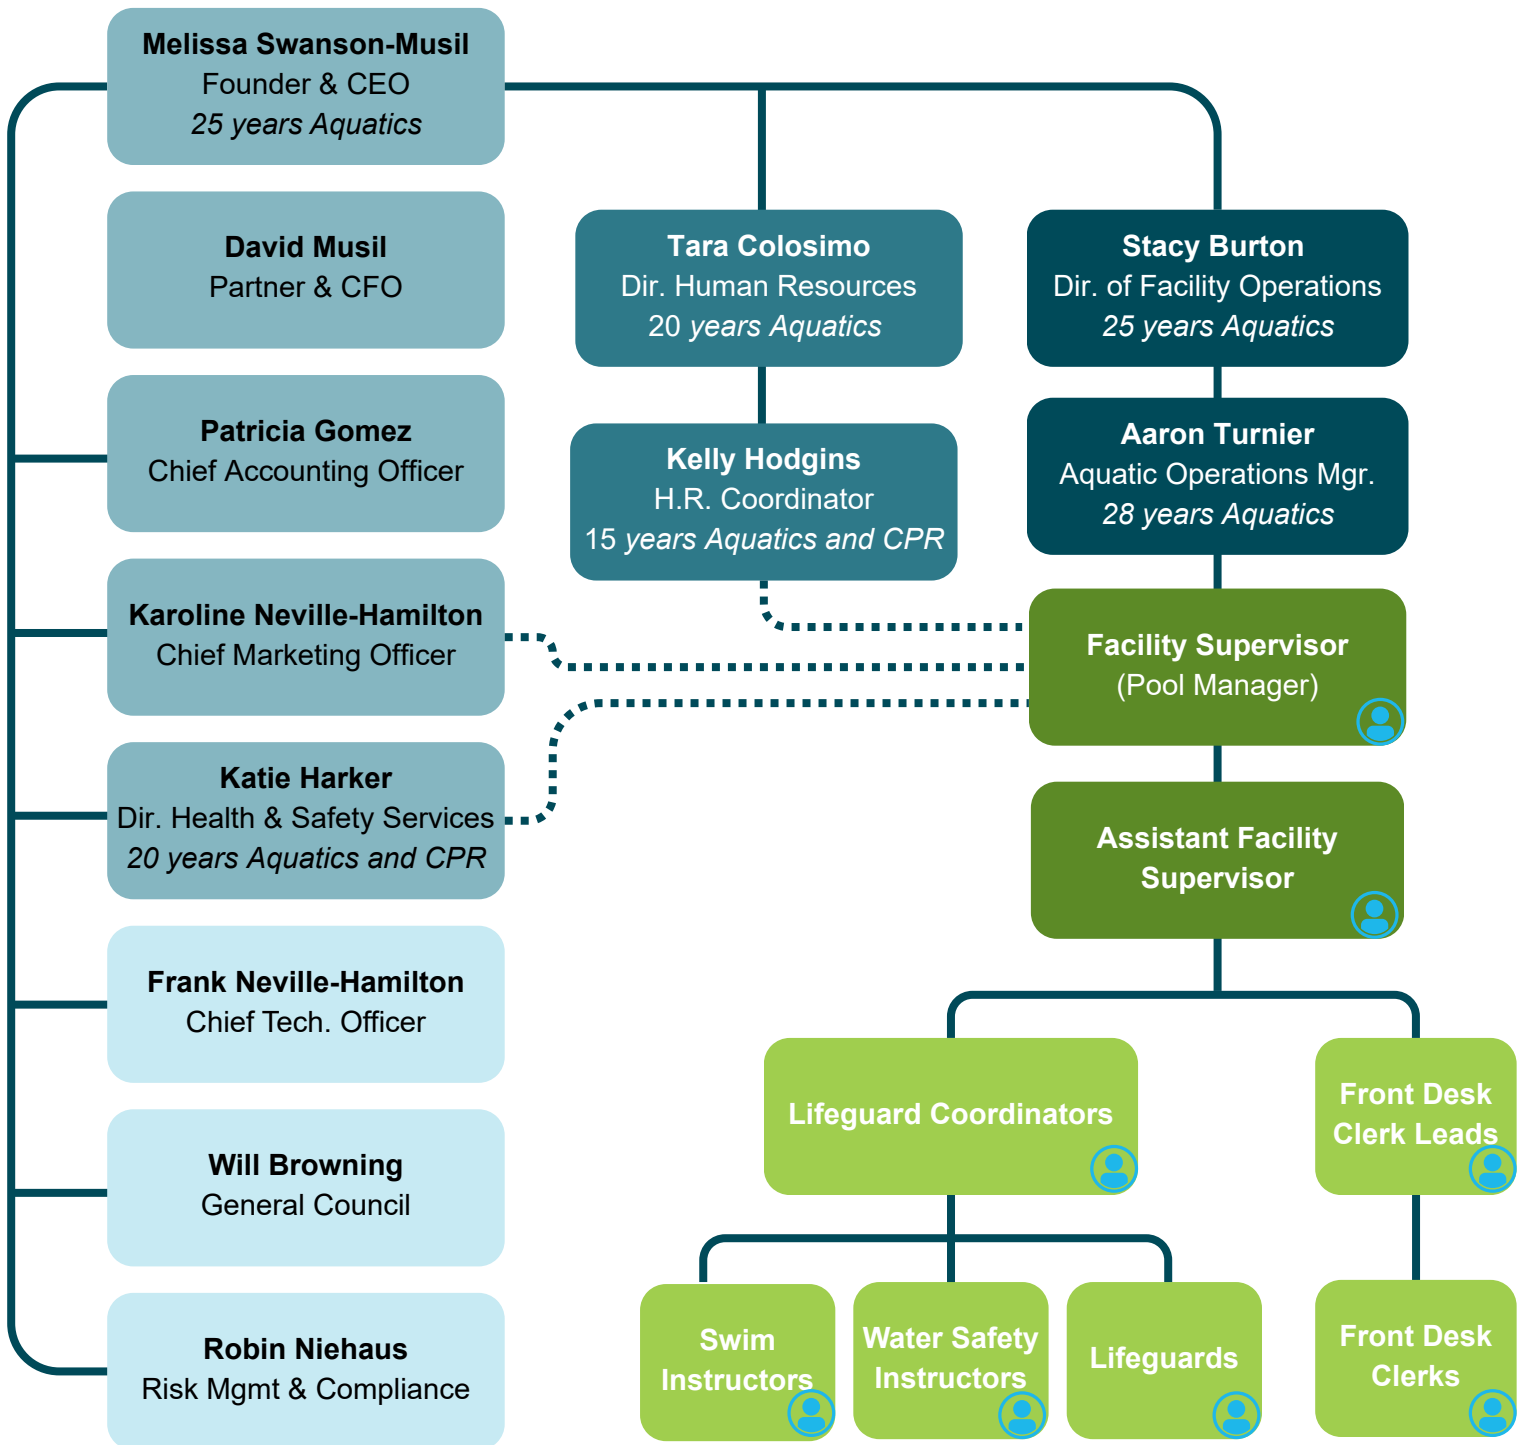 Melissa Swanson-Musil
Founder & CEO
25 years Aquatics
David Musil
Partner & CFO
Patricia Gomez
Chief Accounting Officer
Karoline Neville-Hamilton
Chief Marketing Officer
Katie Harker
Dir. Health & Safety Services
20 years Aquatics and CPR
Frank Neville-Hamilton
Chief Tech. Officer
Will Browning
General Council
Robin Niehaus
Risk Mgmt & Compliance
Tara Colosimo
Dir. Human Resources
20 years Aquatics
Kelly Hodgins
H.R. Coordinator
15 years Aquatics and CPR
Stacy Burton
Dir. of Facility Operations
25 years Aquatics
Aaron Turnier
Aquatic Operations Mgr.
28 years Aquatics
Facility Supervisor
(Pool Manager)
Assistant Facility
Supervisor
Lifeguard Coordinators
Front Desk
Clerk Leads
Swim
Instructors
Water Safety
Instructors
Lifeguards
Front Desk
Clerks